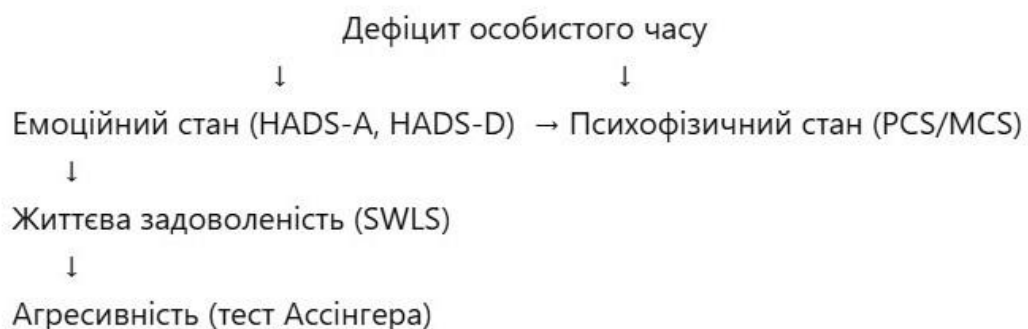 Дефіцит особистого часу
↓ ↓
Емоційний стан (HADS-A, HADS-D) → Психофізичний стан (PCS/MCS)
↓
Життєва задоволеність (SWLS)
↓
Агресивність (тест Ассінгера)